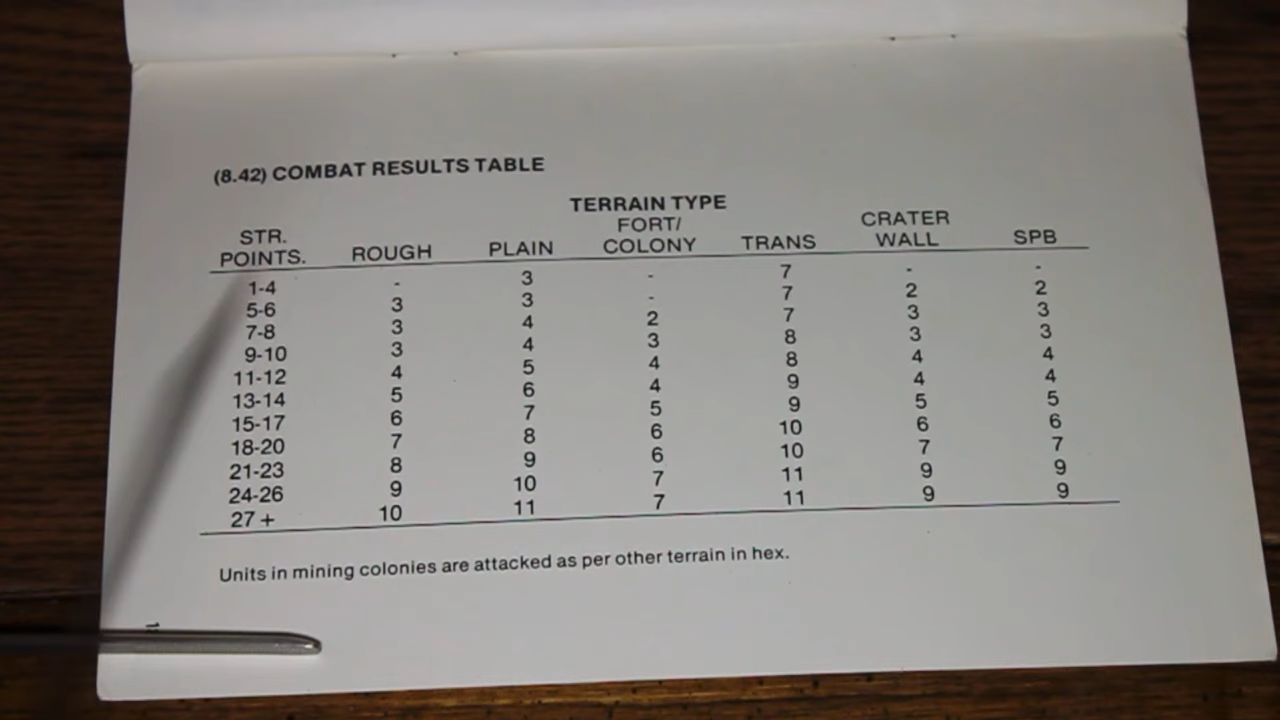 (8.42) COMBAT RESULTS TABLE
TERRAIN TYPE
STR. POINTS. ROUGH PLAIN FORT/ COLONY TRANS CRATER WALL SPB
1-4 - 3 - 7 - -
5-6 3 3 - 7 2 2
7-8 3 4 2 7 3 3
9-10 3 4 3 8 3 3
11-12 4 5 4 8 4 4
13-14 5 6 4 9 4 4
15-17 6 7 5 9 5 5
18-20 7 8 6 10 6 6
21-23 8 9 6 10 7 7
24-26 9 10 7 11 9 9
27 + 10 11 7 11 9 9
Units in mining colonies are attacked as per other terrain in hex.